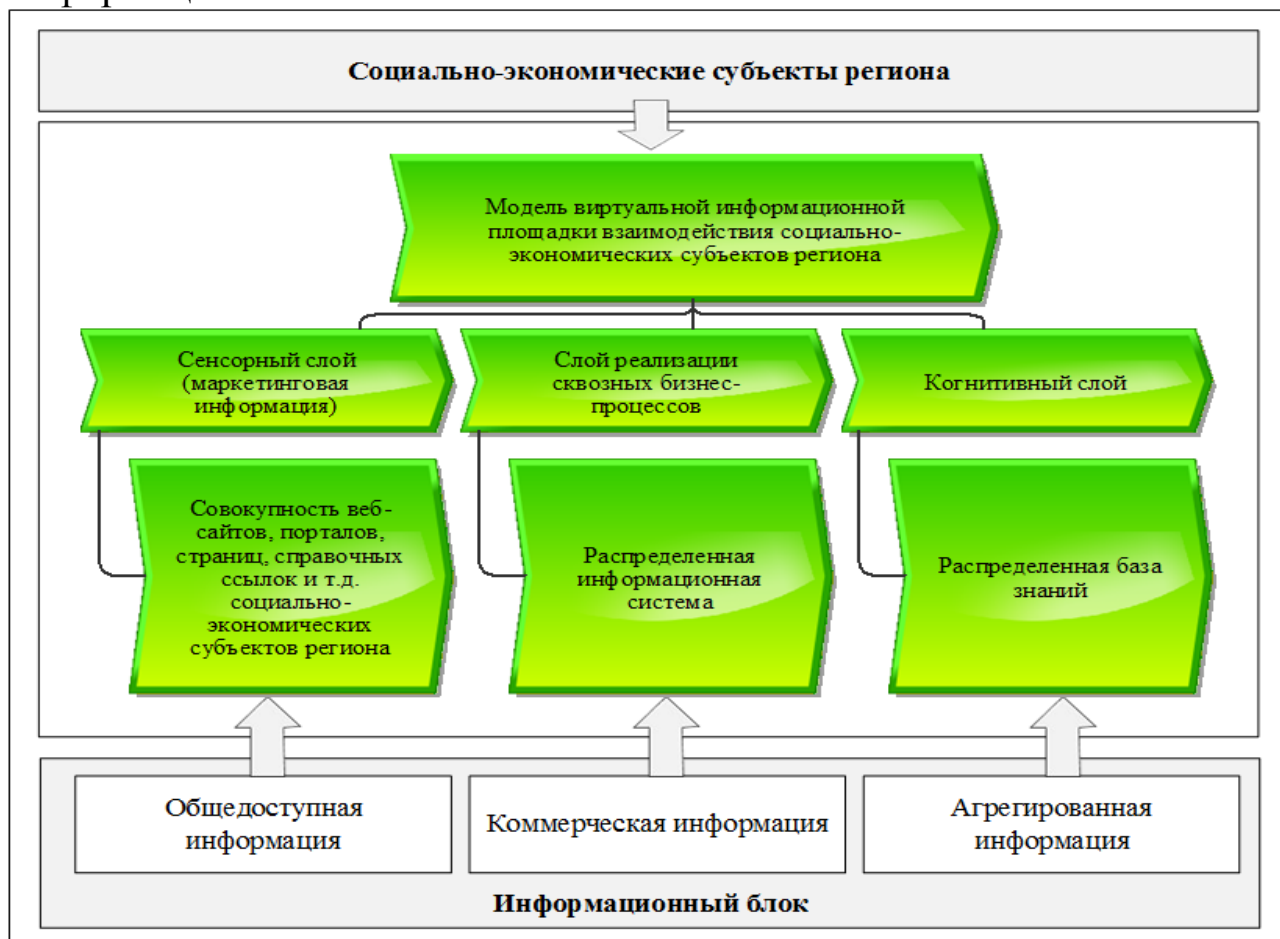 Социально-экономические субъекты региона
Модель виртуальной информационной
площадки взаимодействия социально-
экономических субъектов региона
Сенсорный слой
(маркетинговая
информация)
Слой реализации
сквозных бизнес-
процессов
Когнитивный слой
Совокупность веб-
сайтов, порталов,
страниц, справочных
ссылок и т.д.
социально-
экономических
субъектов региона
Распределенная
информационная
система
Распределенная база
знаний
Общедоступная
информация
Коммерческая информация
Агрегированная
информация
Информационный блок